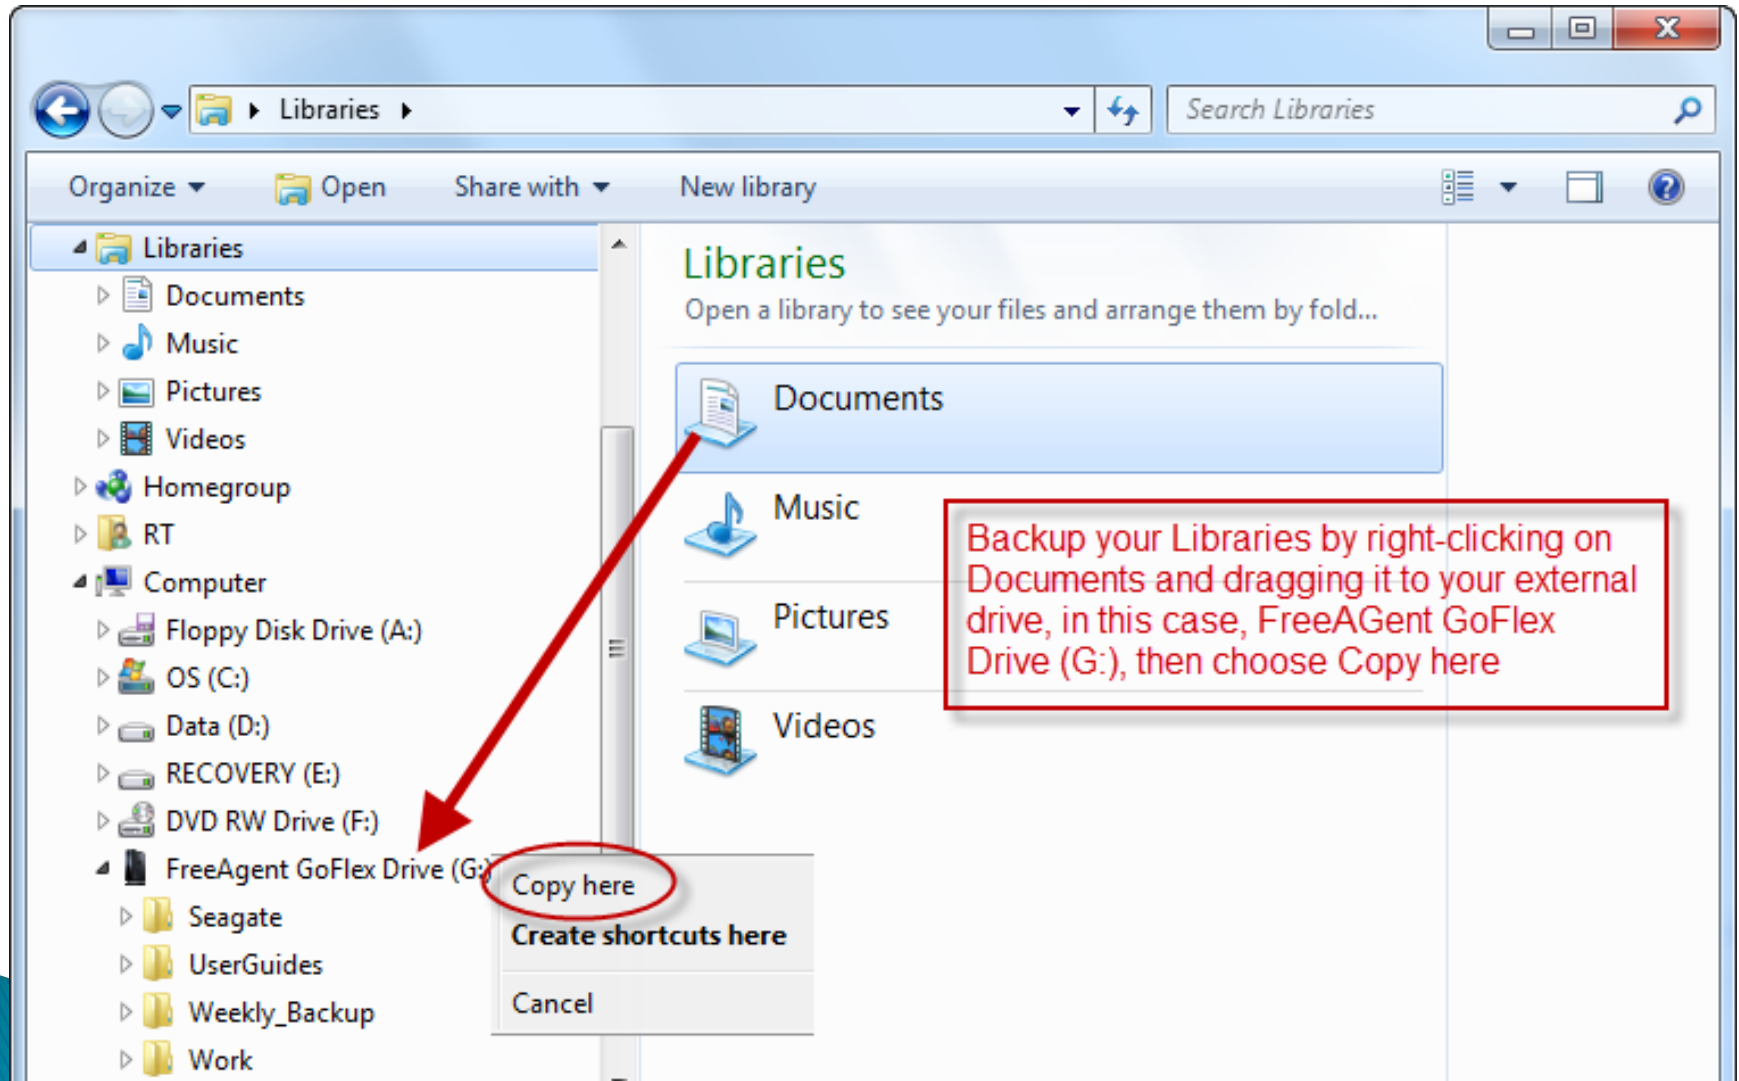 Libraries
Search Libraries
Organize
Open
Share with
New library
Libraries
Documents
Music
Pictures
Videos
Homegroup
RT
Computer
Floppy Disk Drive (A:)
OS (C:)
Data (D:)
RECOVERY (E:)
DVD RW Drive (F:)
FreeAgent GoFlex Drive (G:)
Seagate
UserGuides
Weekly_Backup
Work
Libraries
Open a library to see your files and arrange them by fold...
Documents
Music
Pictures
Videos
Backup your Libraries by right-clicking on
Documents and dragging it to your external
drive, in this case, FreeAGent GoFlex
Drive (G:), then choose Copy here
Copy here
Create shortcuts here
Cancel